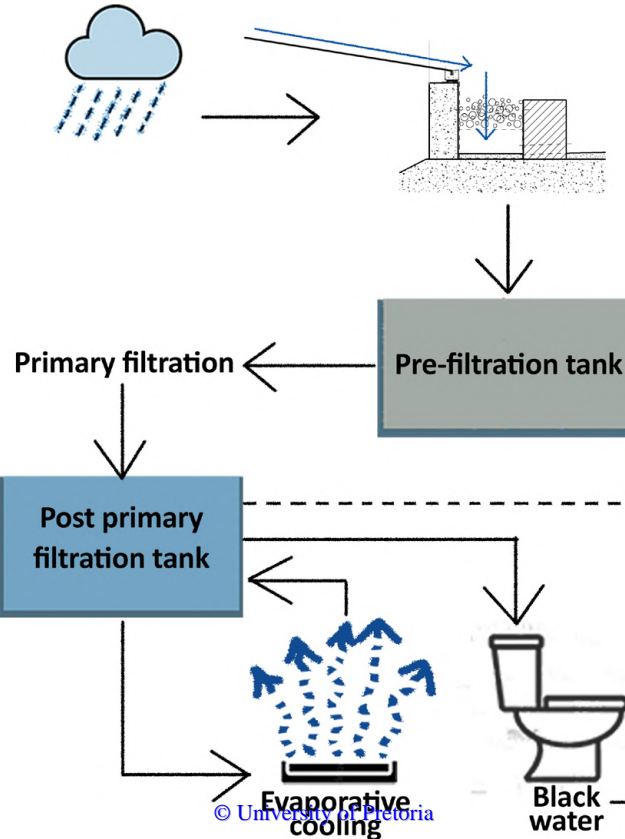 Primary filtration
Pre-filtration tank
Post primary
filtration tank
Evaporative
cooling
Black
water
© University of Pretoria